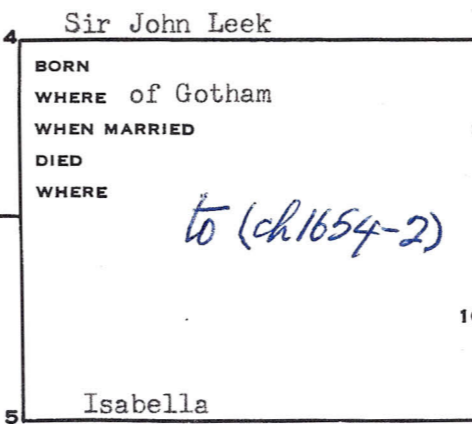 Sir John Leek
4
BORN
WHERE of Gotham
WHEN MARRIED
DIED
WHERE
to (ch1654-2)
Isabella
5